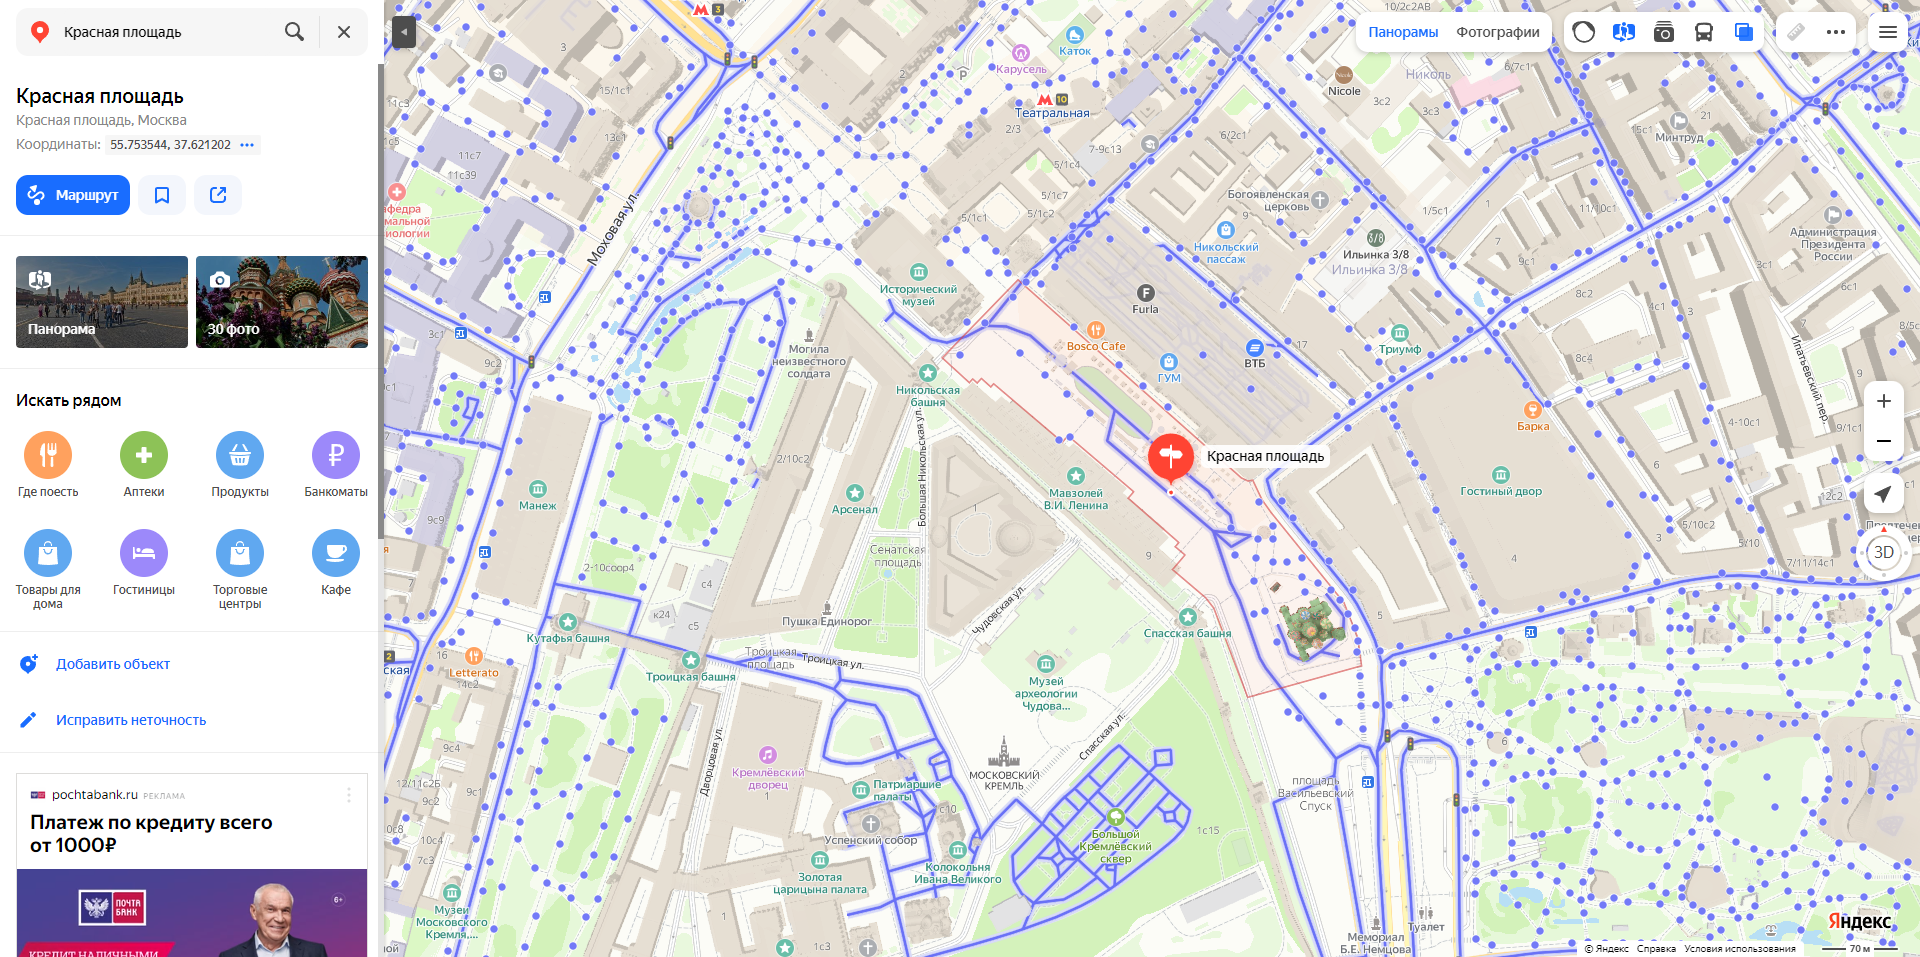 Красная площадь
Красная площадь
Красная площадь, Москва
Координаты: 55.753544, 37.621202
Маршрут
Панорама
30 фото
Искать рядом
Где поесть
Аптеки
Продукты
Банкоматы
Товары для дома
Гостиницы
Торговые центры
Кафе
Добавить объект
Исправить неточность
pochtabank.ru РЕКЛАМА
Платеж по кредиту всего
от 1000₽
ПОЧТА
БАНК
6+
КРЕДИТ НАЛИЧНЫМИ
Панорамы
Фотографии
3D
Каток
Карусель
Театральная
Nicole
Николь
Минтруд
Богоявленская
церковь
Никольский
пассаж
Ильинка 3/8
Ильинка 3/8
Администрация
Президента
России
Моховая ул.
Исторический
музей
Furla
Bosco Cafe
ГУМ
ВТБ
Триумф
Ипатьевский пер.
Могила
неизвестного
солдата
Никольская
башня
Барка
Красная площадь
Большая Никольская ул.
Манеж
Арсенал
Мавзолей
В.И. Ленина
Гостиный двор
Сенатская
площадь
Чудовская ул.
Пушка Единорог
Кутафья башня
Спасская башня
Троицкая
площадь
Троицкая ул.
Троицкая башня
Letterato
Музей
археологии
Чудова...
Спасская ул.
Дворцовая ул.
Кремлёвский
дворец
МОСКОВСКИЙ
КРЕМЛЬ
площадь
Васильевский
Спуск
Патриаршие
палаты
Успенский собор
Большой
Кремлёвский
сквер
Колокольня
Ивана Великого
Золотая
царицына палата
Музеи
Московского
Кремля,...
Мемориал
Б.Е. Немцова
Туалет
Яндекс
© Яндекс Справка Условия использования
70 м